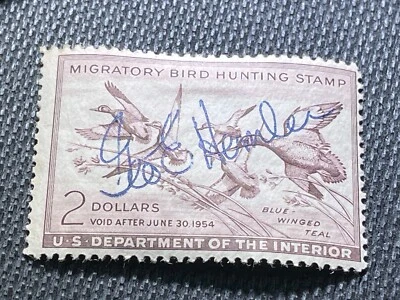 MIGRATORY BIRD HUNTING STAMP
2 DOLLARS
VOID AFTER JUNE 30, 1954
BLUE-
WINGED
TEAL
U·S·DEPARTMENT OF THE INTERIOR